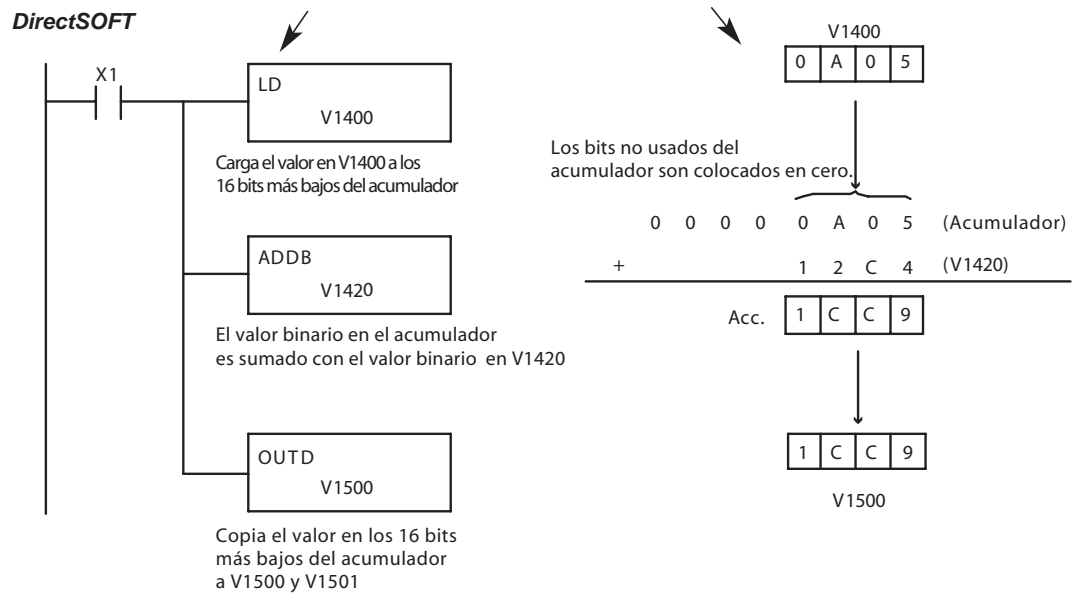 DirectSOFT
X1
LD
V1400
Carga el valor en V1400 a los
16 bits más bajos del acumulador
ADDB
V1420
El valor binario en el acumulador
es sumado con el valor binario en V1420
OUTD
V1500
Copia el valor en los 16 bits
más bajos del acumulador
a V1500 y V1501
V1400
0 A 0 5
Los bits no usados del
acumulador son colocados en cero.
0 0 0 0 0 A 0 5 (Acumulador)
+ 1 2 C 4 (V1420)
Acc. 1 C C 9
1 C C 9
V1500